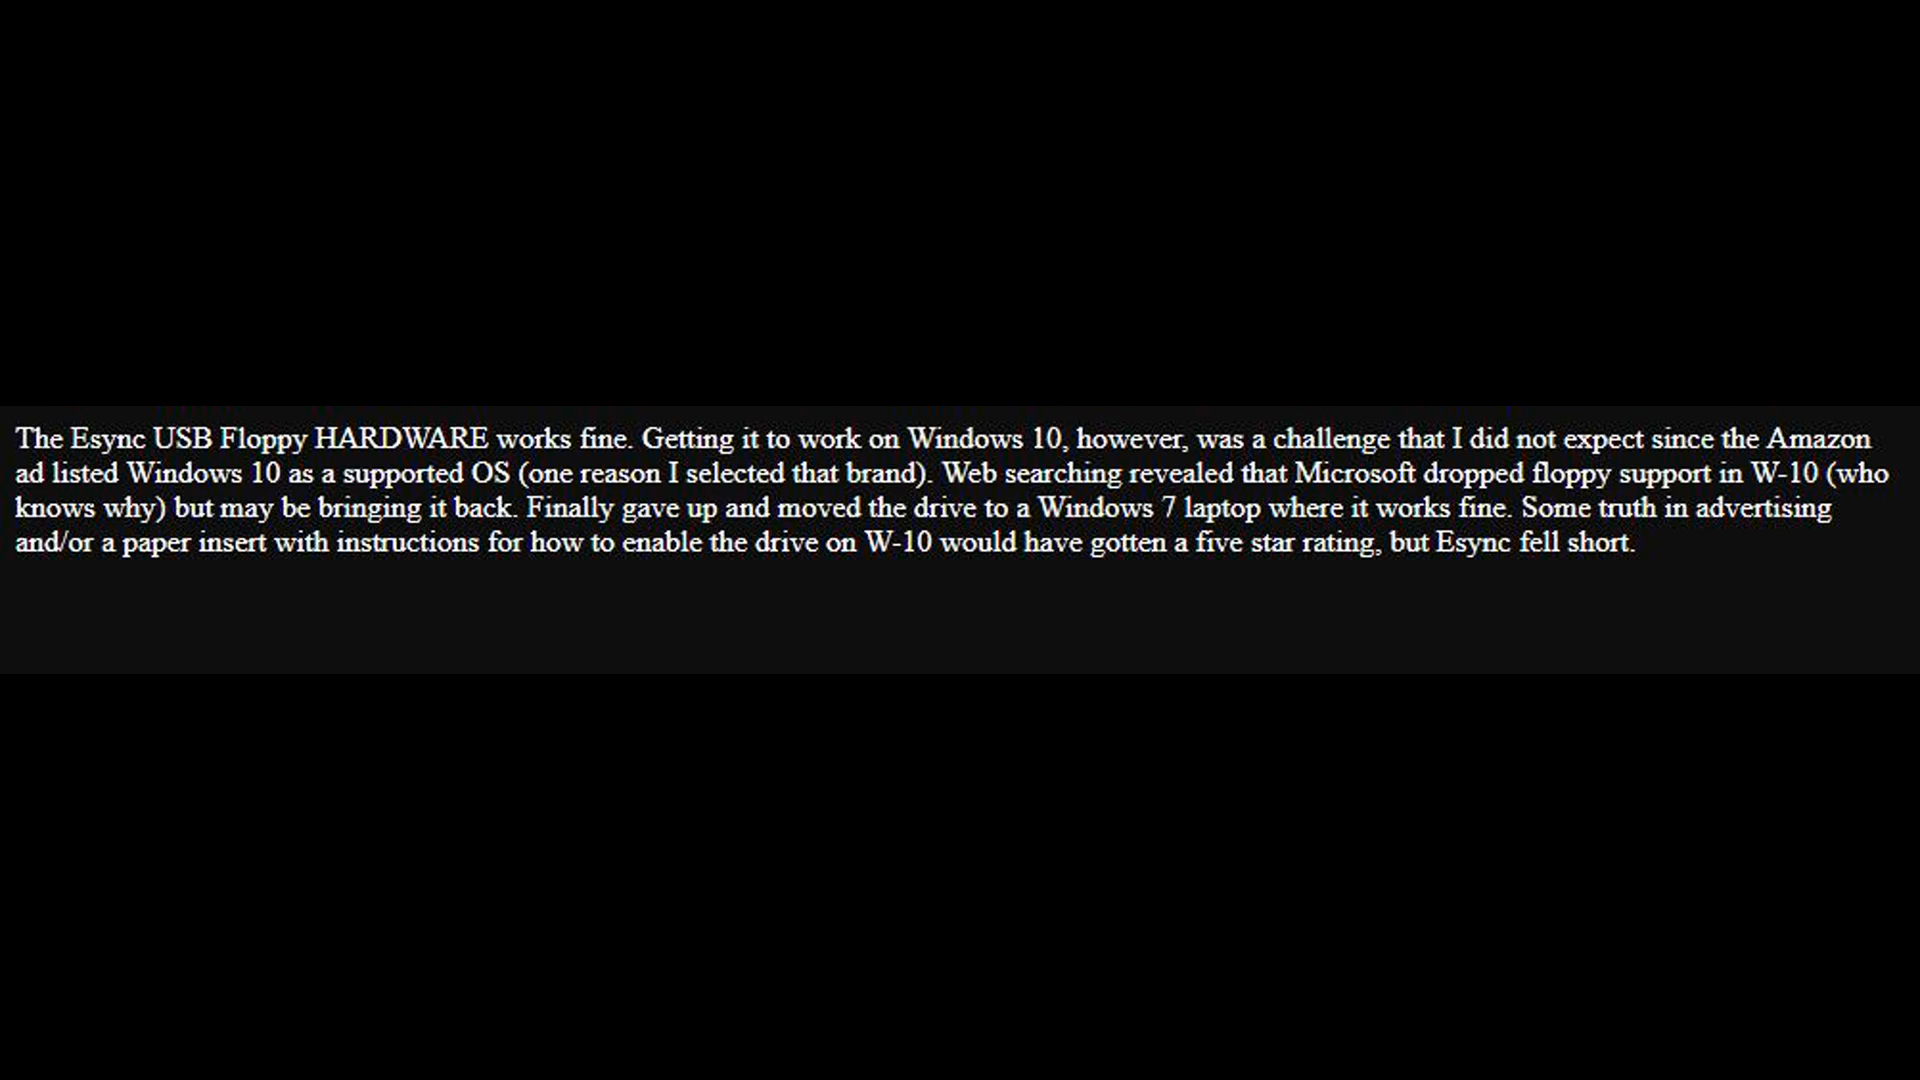 The Esync USB Floppy HARDWARE works fine. Getting it to work on Windows 10, however, was a challenge that I did not expect since the Amazon
ad listed Windows 10 as a supported OS (one reason I selected that brand). Web searching revealed that Microsoft dropped floppy support in W-10 (who
knows why) but may be bringing it back. Finally gave up and moved the drive to a Windows 7 laptop where it works fine. Some truth in advertising
and/or a paper insert with instructions for how to enable the drive on W-10 would have gotten a five star rating, but Esync fell short.